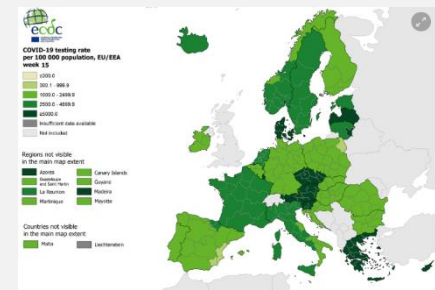 ecdc
COVID-19 testing rate
per 100 000 population, EU/EEA
week 15
≤300.0
300.1 - 999.9
1000.0 - 2499.9
2500.0 - 4999.9
≥5000.0
Insufficient data available
Not included
Regions not visible
in the main map extent
Azores
Canary Islands
Guadeloupe
and Saint Martin
Guyane
La Reunion
Madeira
Martinique
Mayotte
Countries not visible
in the main map extent
Malta
Liechtenstein